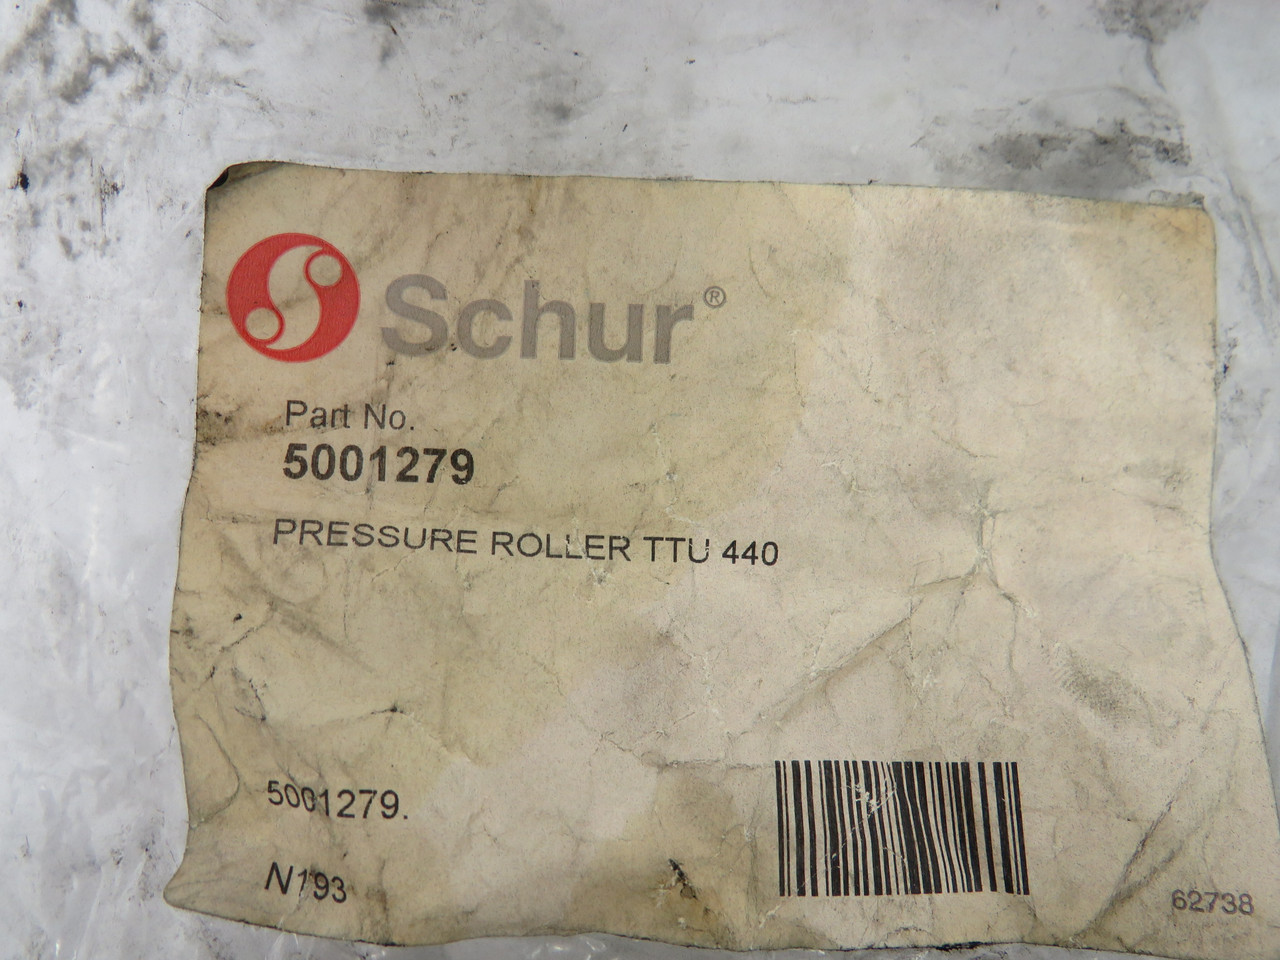 Schur®
Part No.
5001279
PRESSURE ROLLER TTU 440
5001279.
N193
62738